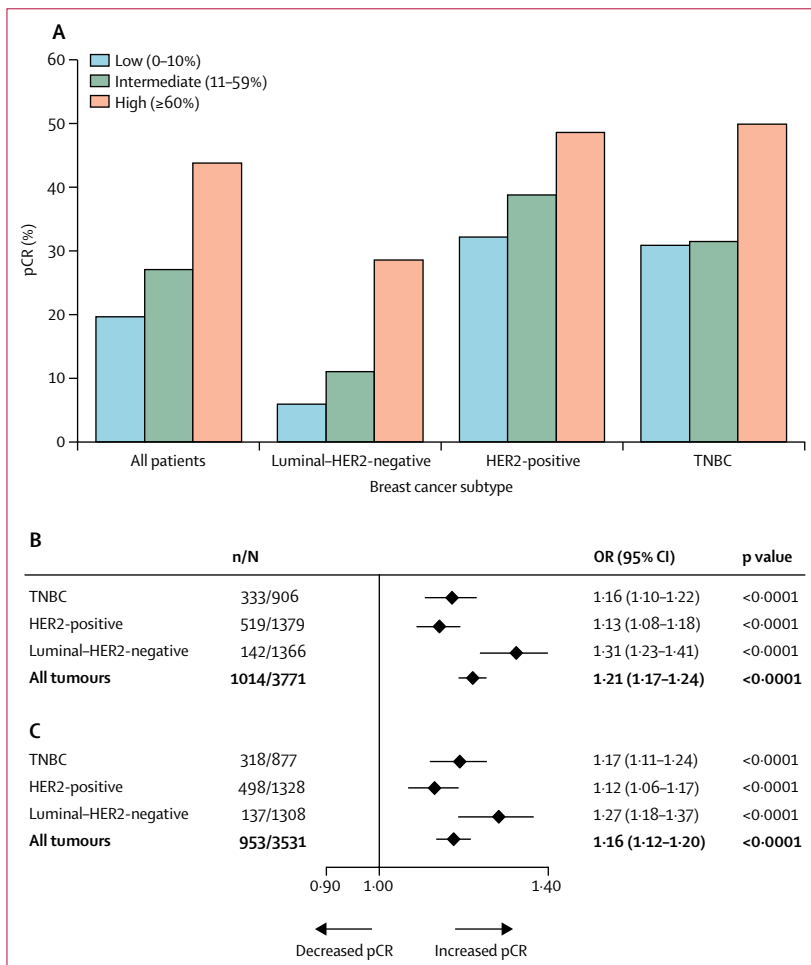 A
60
50
40
30
20
10
0
pCR (%)
Low (0–10%)
Intermediate (11–59%)
High (≥60%)
All patients Luminal–HER2-negative HER2-positive TNBC
Breast cancer subtype
B
n/N OR (95% CI) p value
TNBC 333/906 1·16 (1·10–1·22) <0·0001
HER2-positive 519/1379 1·13 (1·08–1·18) <0·0001
Luminal–HER2-negative 142/1366 1·31 (1·23–1·41) <0·0001
All tumours 1014/3771 1·21 (1·17–1·24) <0·0001
C
TNBC 318/877 1·17 (1·11–1·24) <0·0001
HER2-positive 498/1328 1·12 (1·06–1·17) <0·0001
Luminal–HER2-negative 137/1308 1·27 (1·18–1·37) <0·0001
All tumours 953/3531 1·16 (1·12–1·20) <0·0001
0·90 1·00 1·40
Decreased pCR Increased pCR